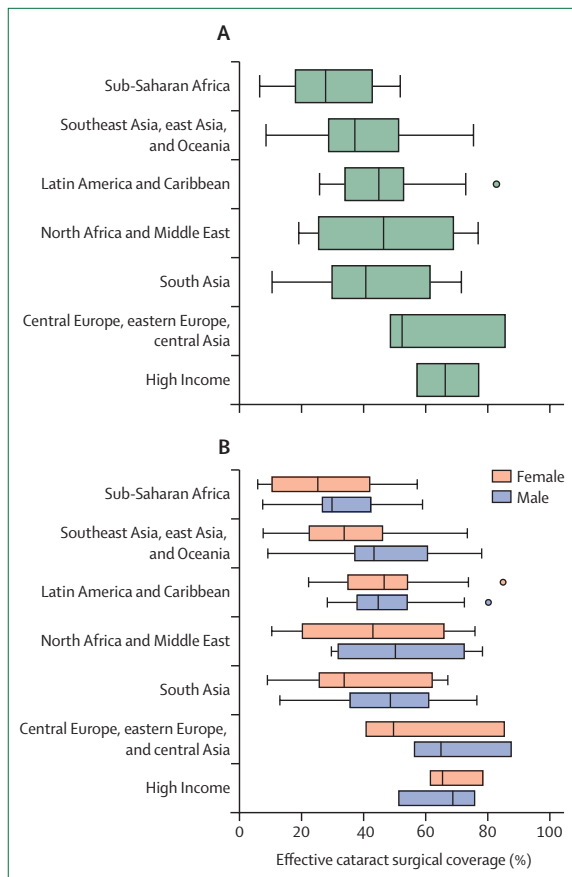 A
Sub-Saharan Africa
Southeast Asia, east Asia,
and Oceania
Latin America and Caribbean
North Africa and Middle East
South Asia
Central Europe, eastern Europe,
central Asia
High Income
B
Female
Male
Sub-Saharan Africa
Southeast Asia, east Asia,
and Oceania
Latin America and Caribbean
North Africa and Middle East
South Asia
Central Europe, eastern Europe,
and central Asia
High Income
0 20 40 60 80 100
Effective cataract surgical coverage (%)